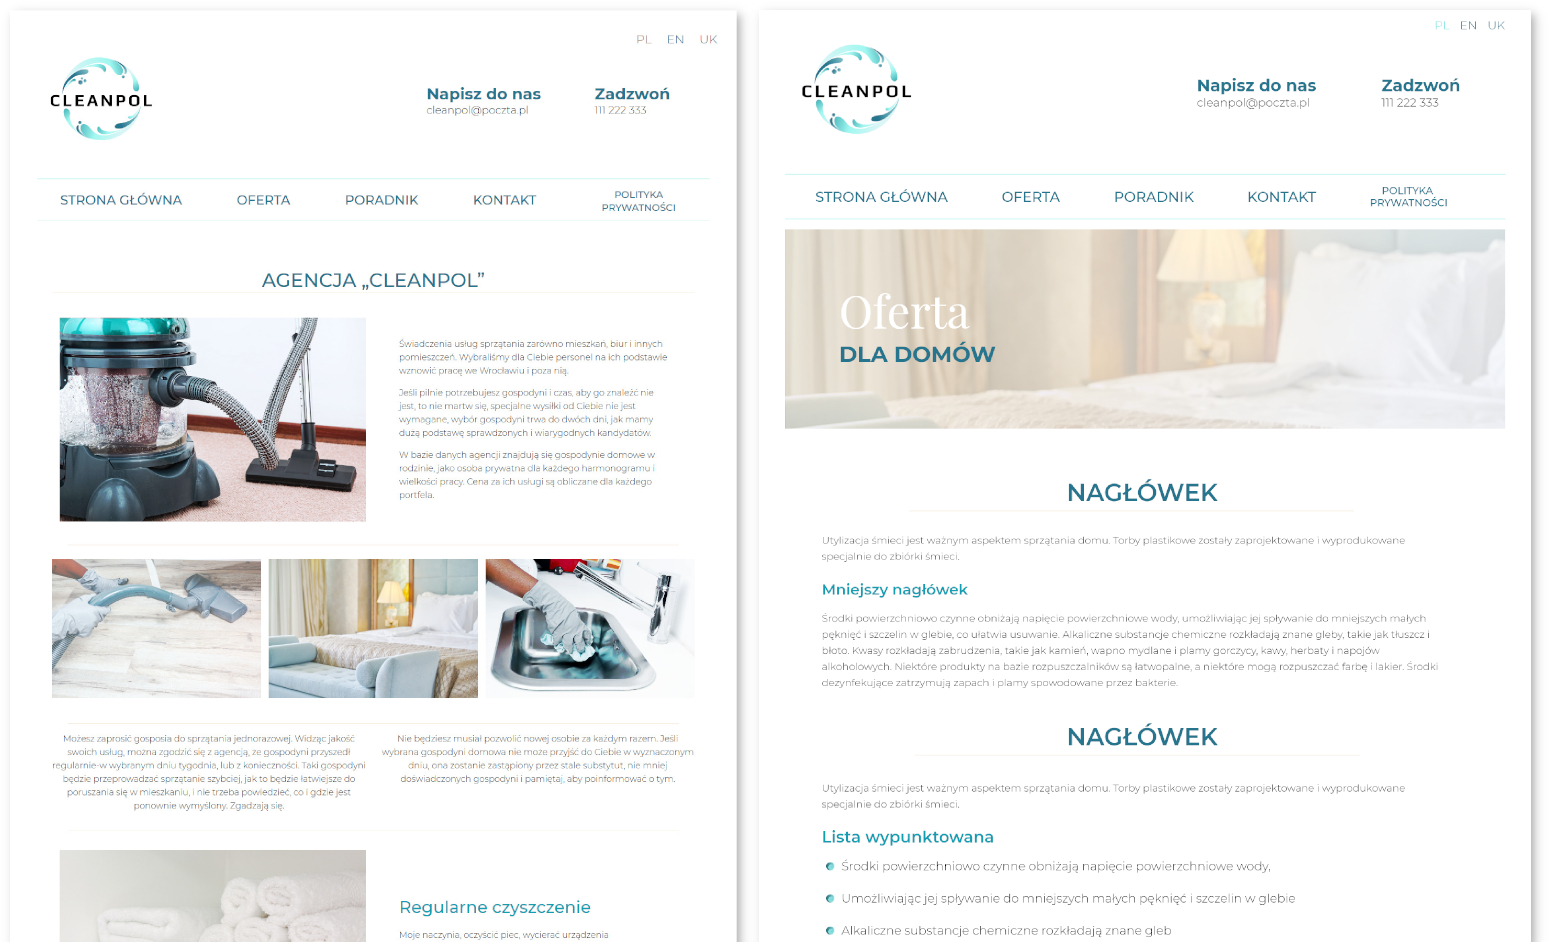 PL EN UK
CLEANPOL
Napisz do nas
cleanpol@poczta.pl
Zadzwoń
111 222 333
STRONA GŁÓWNA
OFERTA
PORADNIK
KONTAKT
POLITYKA
PRYWATNOŚCI
AGENCJA „CLEANPOL”
Świadczenia usług sprzątania zarówno mieszkań, biur i innych
pomieszczeń. Wybraliśmy dla Ciebie personel na ich podstawie
wznowić pracę we Wrocławiu i poza nią.
Jeśli pilnie potrzebujesz gospodyni i czas, aby go znaleźć nie
jest, to nie martw się, specjalne wysiłki od Ciebie nie jest
wymagane, wybór gospodyni trwa do dwóch dni, jak mamy
dużą podstawę sprawdzonych i wiarygodnych kandydatów.
W bazie danych agencji znajdują się gospodynie domowe w
rodzinie, jako osoba prywatna dla każdego harmonogramu i
wielkości pracy. Cena za ich usługi są obliczane dla każdego
portfela.
Możesz zaprosić gosposia do sprzątania jednorazowej. Widząc jakość
swoich usług, można zgodzić się z agencją, że gospodyni przyszedł
regularnie-w wybranym dniu tygodnia, lub z konieczności. Taki gospodyni
będzie przeprowadzać sprzątanie szybciej, jak to będzie łatwiejsze do
poruszania się w mieszkaniu, i nie trzeba powiedzieć, co i gdzie jest
ponownie wymyślony. Zgadzają się.
Nie będziesz musiał pozwolić nowej osobie za każdym razem. Jeśli
wybrana gospodyni domowa nie może przyjść do Ciebie w wyznaczonym
dniu, ona zostanie zastąpiony przez stałe substytut, nie mniej
doświadczonych gospodyni i pamiętaj, aby poinformować o tym.
Regularne czyszczenie
Moje naczynia, oczyścić piec, wycierać urządzenia
PL EN UK
CLEANPOL
Napisz do nas
cleanpol@poczta.pl
Zadzwoń
111 222 333
STRONA GŁÓWNA
OFERTA
PORADNIK
KONTAKT
POLITYKA
PRYWATNOŚCI
Oferta
DLA DOMÓW
NAGŁÓWEK
Utylizacja śmieci jest ważnym aspektem sprzątania domu. Torby plastikowe zostały zaprojektowane i wyprodukowane
specjalnie do zbiórki śmieci.
Mniejszy nagłówek
Środki powierzchniowo czynne obniżają napięcie powierzchniowe wody, umożliwiając jej spływanie do mniejszych małych
pęknięć i szczelin w glebie, co ułatwia usuwanie. Alkaliczne substancje chemiczne rozkładają znane gleby, takie jak tłuszcz i
błoto. Kwasy rozkładają zabrudzenia, takie jak kamień, wapno mydlane i plamy gorczycy, kawy, herbaty i napojów
alkoholowych. Niektóre produkty na bazie rozpuszczalników są łatwopalne, a niektóre mogą rozpuszczać farbę i lakier. Środki
dezynfekujące zatrzymują zapach i plamy spowodowane przez bakterie.
NAGŁÓWEK
Utylizacja śmieci jest ważnym aspektem sprzątania domu. Torby plastikowe zostały zaprojektowane i wyprodukowane
specjalnie do zbiórki śmieci.
Lista wypunktowana
Środki powierzchniowo czynne obniżają napięcie powierzchniowe wody,
Umożliwiając jej spływanie do mniejszych małych pęknięć i szczelin w glebie
Alkaliczne substancje chemiczne rozkładają znane gleb